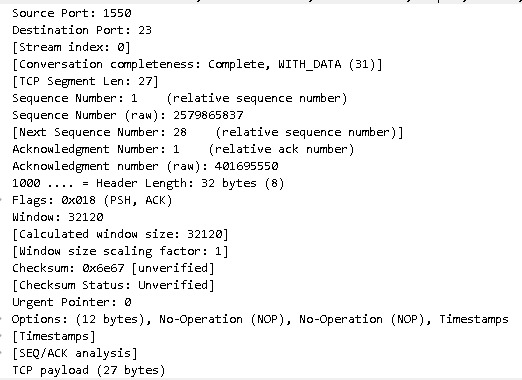 Source Port: 1550
Destination Port: 23
[Stream index: 0]
[Conversation completeness: Complete, WITH_DATA (31)]
[TCP Segment Len: 27]
Sequence Number: 1    (relative sequence number)
Sequence Number (raw): 2579865837
[Next Sequence Number: 28    (relative sequence number)]
Acknowledgment Number: 1    (relative ack number)
Acknowledgment number (raw): 401695550
1000 .... = Header Length: 32 bytes (8)
Flags: 0x018 (PSH, ACK)
Window: 32120
[Calculated window size: 32120]
[Window size scaling factor: 1]
Checksum: 0x6e67 [unverified]
[Checksum Status: Unverified]
Urgent Pointer: 0
Options: (12 bytes), No-Operation (NOP), No-Operation (NOP), Timestamps
[Timestamps]
[SEQ/ACK analysis]
TCP payload (27 bytes)